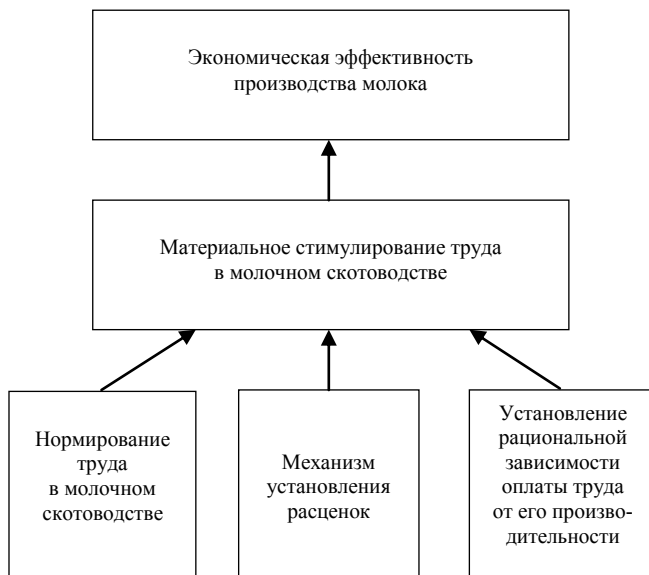 Экономическая эффективность
производства молока
Материальное стимулирование труда
в молочном скотоводстве
Нормирование
труда
в молочном
скотоводстве
Механизм
установления
расценок
Установление
рациональной
зависимости
оплаты труда
от его произво-
дительности